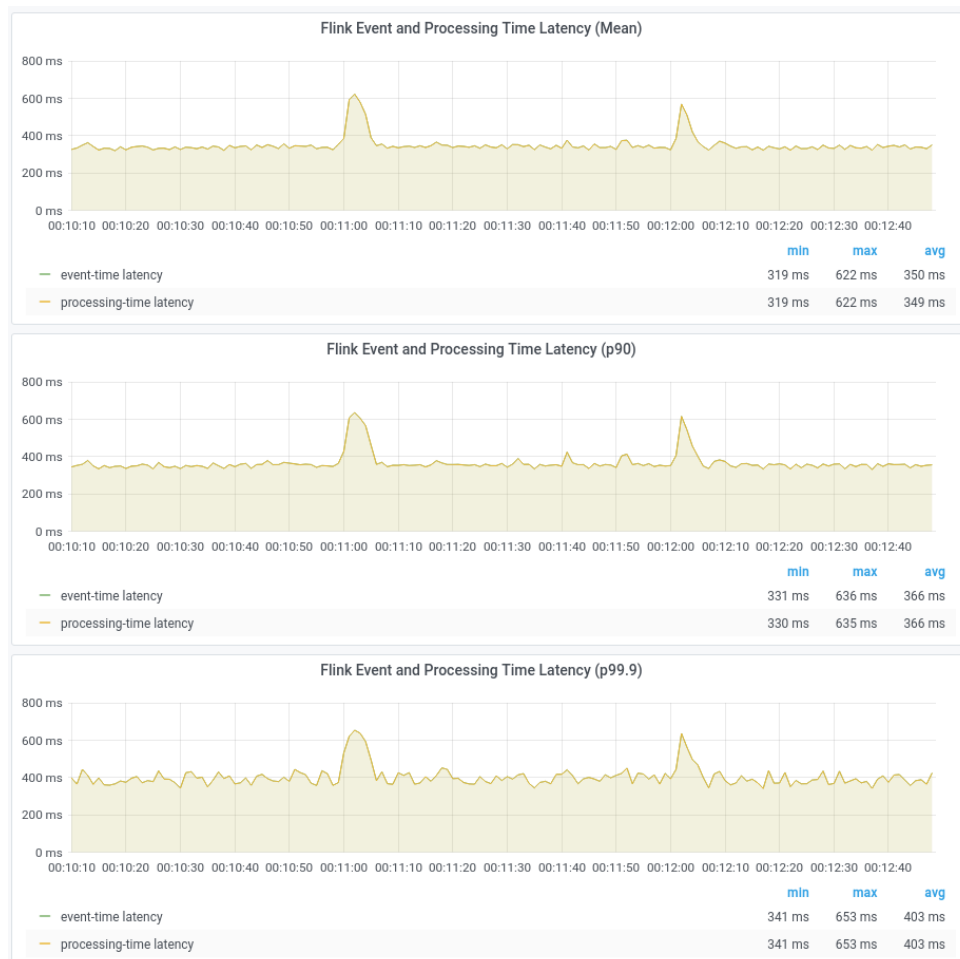 Flink Event and Processing Time Latency (Mean)
800 ms
600 ms
400 ms
200 ms
0 ms
00:10:10 00:10:20 00:10:30 00:10:40 00:10:50 00:11:00 00:11:10 00:11:20 00:11:30 00:11:40 00:11:50 00:12:00 00:12:10 00:12:20 00:12:30 00:12:40
min max avg
event-time latency 319 ms 622 ms 350 ms
processing-time latency 319 ms 622 ms 349 ms
Flink Event and Processing Time Latency (p90)
800 ms
600 ms
400 ms
200 ms
0 ms
00:10:10 00:10:20 00:10:30 00:10:40 00:10:50 00:11:00 00:11:10 00:11:20 00:11:30 00:11:40 00:11:50 00:12:00 00:12:10 00:12:20 00:12:30 00:12:40
min max avg
event-time latency 331 ms 636 ms 366 ms
processing-time latency 330 ms 635 ms 366 ms
Flink Event and Processing Time Latency (p99.9)
800 ms
600 ms
400 ms
200 ms
0 ms
00:10:10 00:10:20 00:10:30 00:10:40 00:10:50 00:11:00 00:11:10 00:11:20 00:11:30 00:11:40 00:11:50 00:12:00 00:12:10 00:12:20 00:12:30 00:12:40
min max avg
event-time latency 341 ms 653 ms 403 ms
processing-time latency 341 ms 653 ms 403 ms